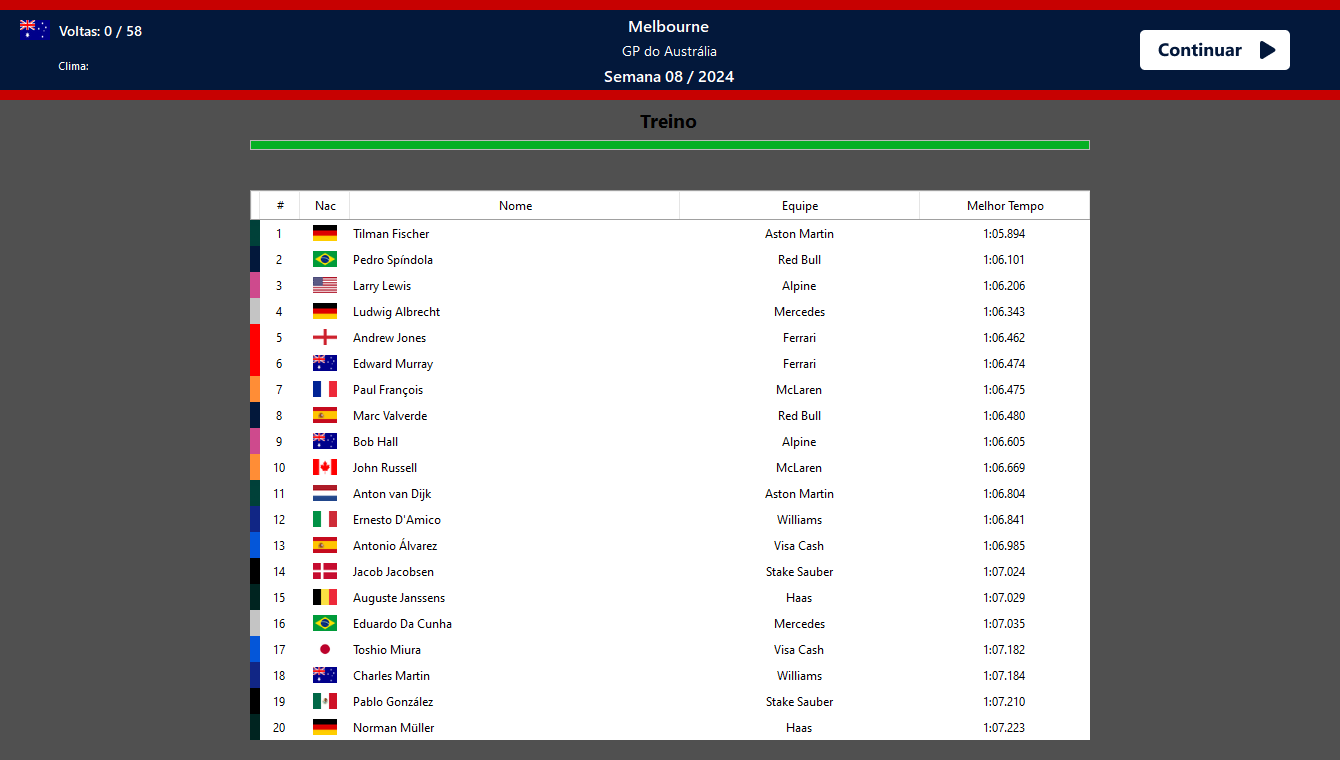 Voltas: 0 / 58
Clima:
Melbourne
GP do Austrália
Semana 08 / 2024
Continuar
Treino
# Nac Nome Equipe Melhor Tempo
1 Tilman Fischer Aston Martin 1:05.894
2 Pedro Spíndola Red Bull 1:06.101
3 Larry Lewis Alpine 1:06.206
4 Ludwig Albrecht Mercedes 1:06.343
5 Andrew Jones Ferrari 1:06.462
6 Edward Murray Ferrari 1:06.474
7 Paul François McLaren 1:06.475
8 Marc Valverde Red Bull 1:06.480
9 Bob Hall Alpine 1:06.605
10 John Russell McLaren 1:06.669
11 Anton van Dijk Aston Martin 1:06.804
12 Ernesto D'Amico Williams 1:06.841
13 Antonio Álvarez Visa Cash 1:06.985
14 Jacob Jacobsen Stake Sauber 1:07.024
15 Auguste Janssens Haas 1:07.029
16 Eduardo Da Cunha Mercedes 1:07.035
17 Toshio Miura Visa Cash 1:07.182
18 Charles Martin Williams 1:07.184
19 Pablo González Stake Sauber 1:07.210
20 Norman Müller Haas 1:07.223